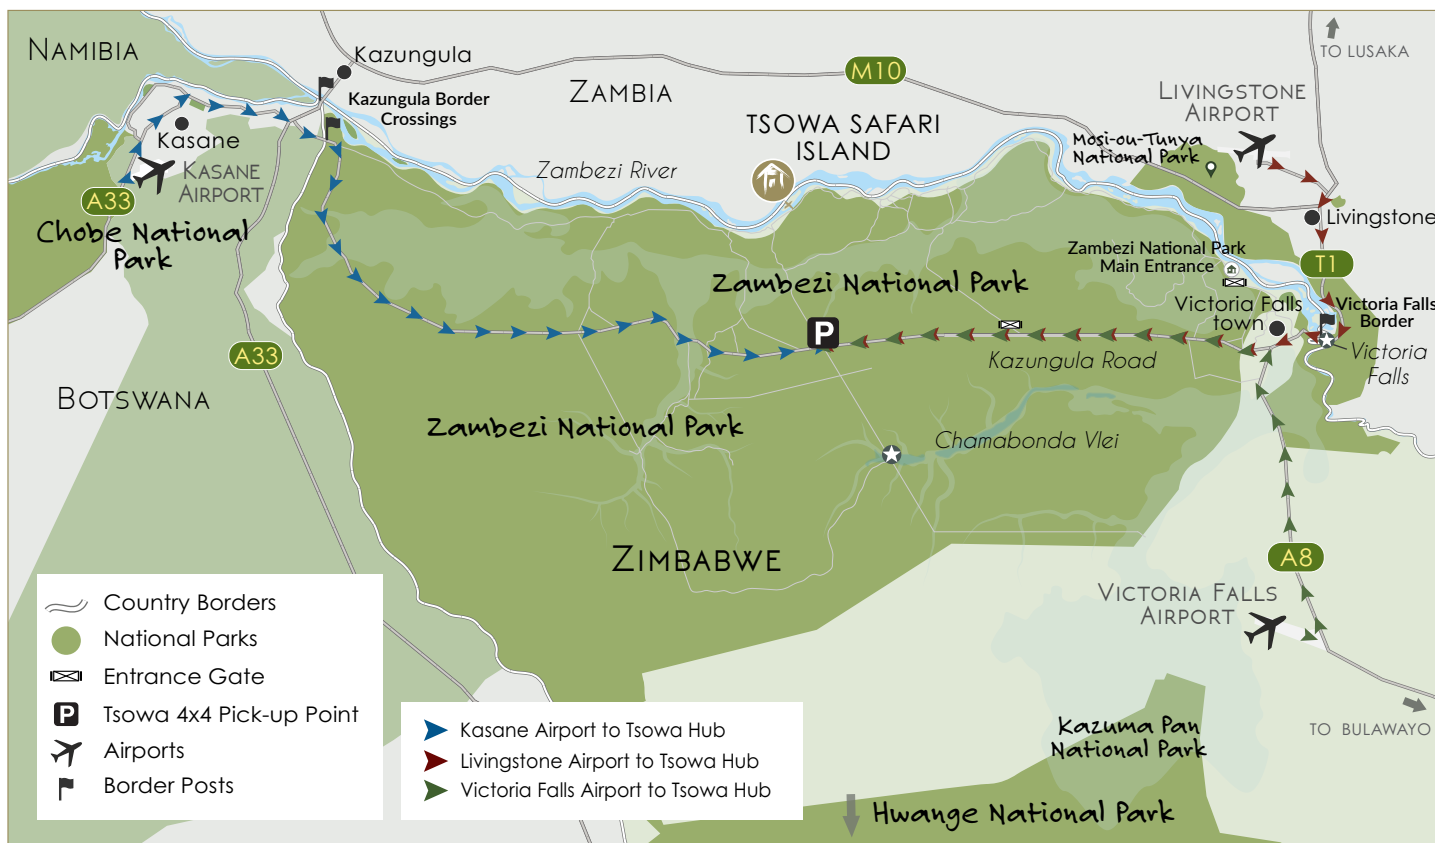 NAMIBIA
Kazungula
Kazungula Border
Crossings
ZAMBIA
M10
TO LUSAKA
LIVINGSTONE
AIRPORT
Mosi-ou-Tunya
National Park
TSOWA SAFARI
ISLAND
Kasane
KASANE
AIRPORT
A33
Chobe National
Park
Zambezi River
Livingstone
T1
Zambezi National Park
Main Entrance
Zambezi National Park
Victoria Falls
town
Victoria Falls
Border
Victoria
Falls
P
Kazungula Road
A33
BOTSWANA
Zambezi National Park
Chamabonda Vlei
ZIMBABWE
A8
VICTORIA FALLS
AIRPORT
TO BULAWAYO
Kazuma Pan
National Park
Hwange National Park
Country Borders
National Parks
Entrance Gate
P Tsowa 4x4 Pick-up Point
Airports
Border Posts
Kasane Airport to Tsowa Hub
Livingstone Airport to Tsowa Hub
Victoria Falls Airport to Tsowa Hub